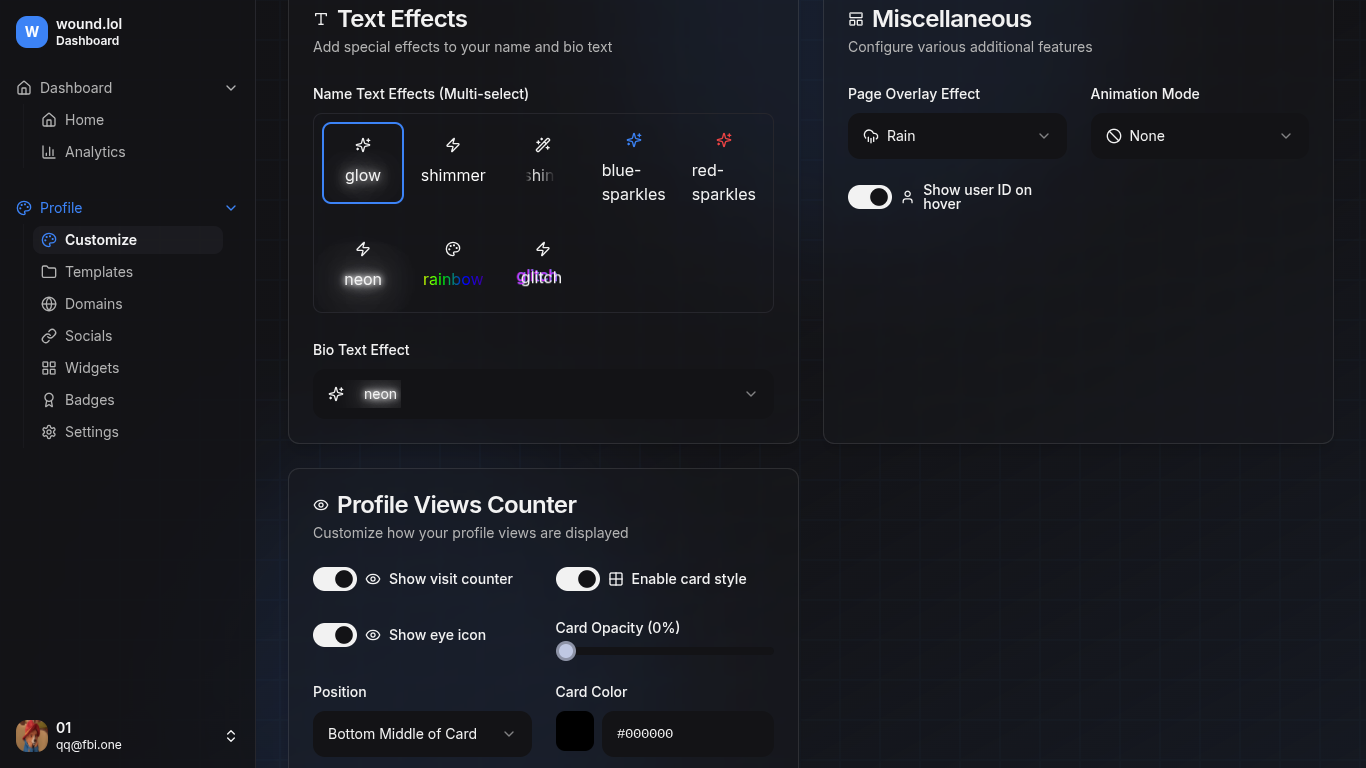 W
wound.lol
Dashboard
Dashboard
Home
Analytics
Profile
Customize
Templates
Domains
Socials
Widgets
Badges
Settings
01
qq@fbi.one
Text Effects
Add special effects to your name and bio text
Name Text Effects (Multi-select)
glow
shimmer
shin
blue-
sparkles
red-
sparkles
neon
rainbow
glitch
Bio Text Effect
neon
Miscellaneous
Configure various additional features
Page Overlay Effect
Animation Mode
Rain
None
Show user ID on
hover
Profile Views Counter
Customize how your profile views are displayed
Show visit counter
Enable card style
Show eye icon
Card Opacity (0%)
Position
Card Color
Bottom Middle of Card
#000000